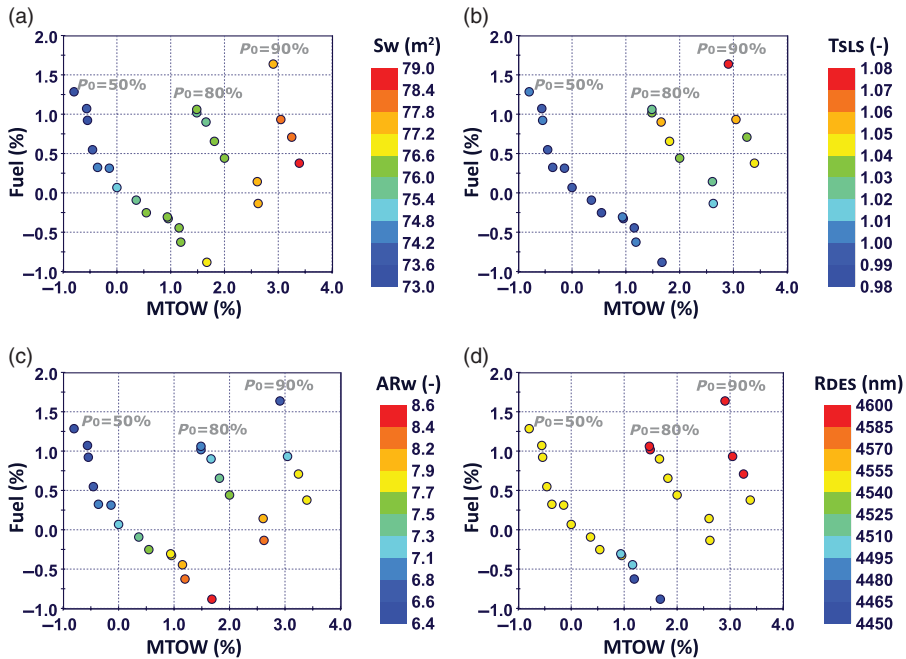 (a)
Fuel (%)
2.0
1.5
1.0
0.5
0.0
−0.5
−1.0
−1.0 0.0 1.0 2.0 3.0 4.0
MTOW (%)
P0=50%
P0=80%
P0=90%
Sw (m²)
79.0
78.4
77.8
77.2
76.6
76.0
75.4
74.8
74.2
73.6
73.0
(b)
Fuel (%)
2.0
1.5
1.0
0.5
0.0
−0.5
−1.0
−1.0 0.0 1.0 2.0 3.0 4.0
MTOW (%)
P0=50%
P0=80%
P0=90%
TSLS (-)
1.08
1.07
1.06
1.05
1.04
1.03
1.02
1.01
1.00
0.99
0.98
(c)
Fuel (%)
2.0
1.5
1.0
0.5
0.0
−0.5
−1.0
−1.0 0.0 1.0 2.0 3.0 4.0
MTOW (%)
P0=50%
P0=80%
P0=90%
ARw (-)
8.6
8.4
8.2
7.9
7.7
7.5
7.3
7.1
6.8
6.6
6.4
(d)
Fuel (%)
2.0
1.5
1.0
0.5
0.0
−0.5
−1.0
−1.0 0.0 1.0 2.0 3.0 4.0
MTOW (%)
P0=50%
P0=80%
P0=90%
RDES (nm)
4600
4585
4570
4555
4540
4525
4510
4495
4480
4465
4450